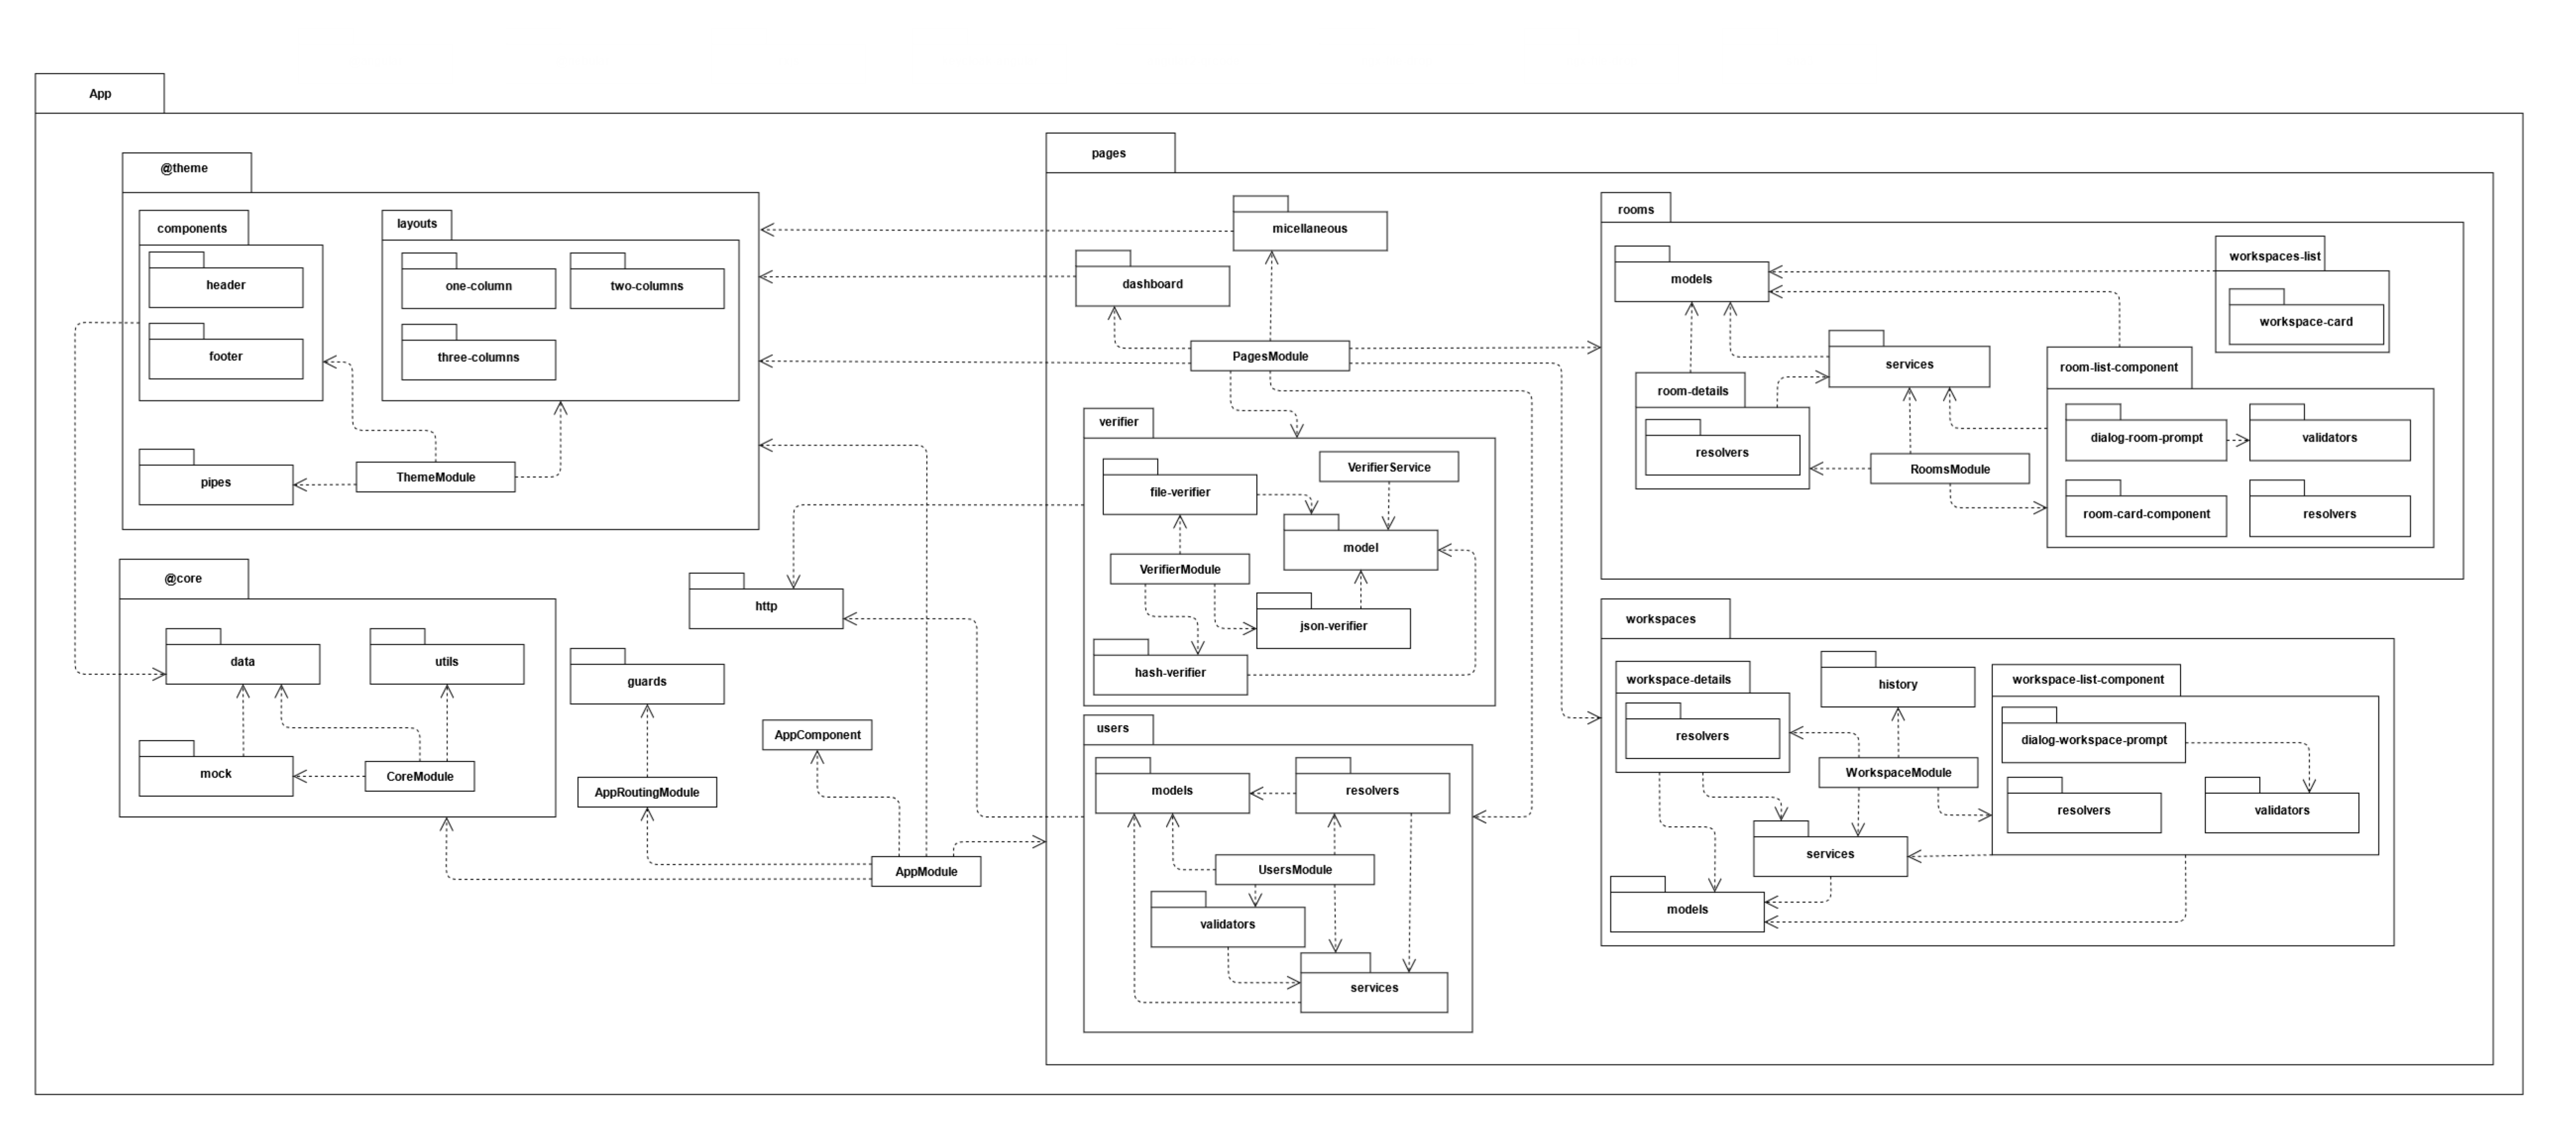 App
@theme
components
header
footer
layouts
one-column
two-columns
three-columns
pipes
ThemeModule
@core
data
utils
mock
CoreModule
http
guards
AppComponent
AppRoutingModule
AppModule
pages
micellaneous
dashboard
PagesModule
verifier
VerifierService
file-verifier
model
VerifierModule
json-verifier
hash-verifier
users
models
resolvers
UsersModule
validators
services
rooms
models
workspaces-list
workspace-card
services
room-details
resolvers
RoomsModule
room-list-component
dialog-room-prompt
validators
room-card-component
resolvers
workspaces
workspace-details
resolvers
history
WorkspaceModule
workspace-list-component
dialog-workspace-prompt
resolvers
validators
services
models